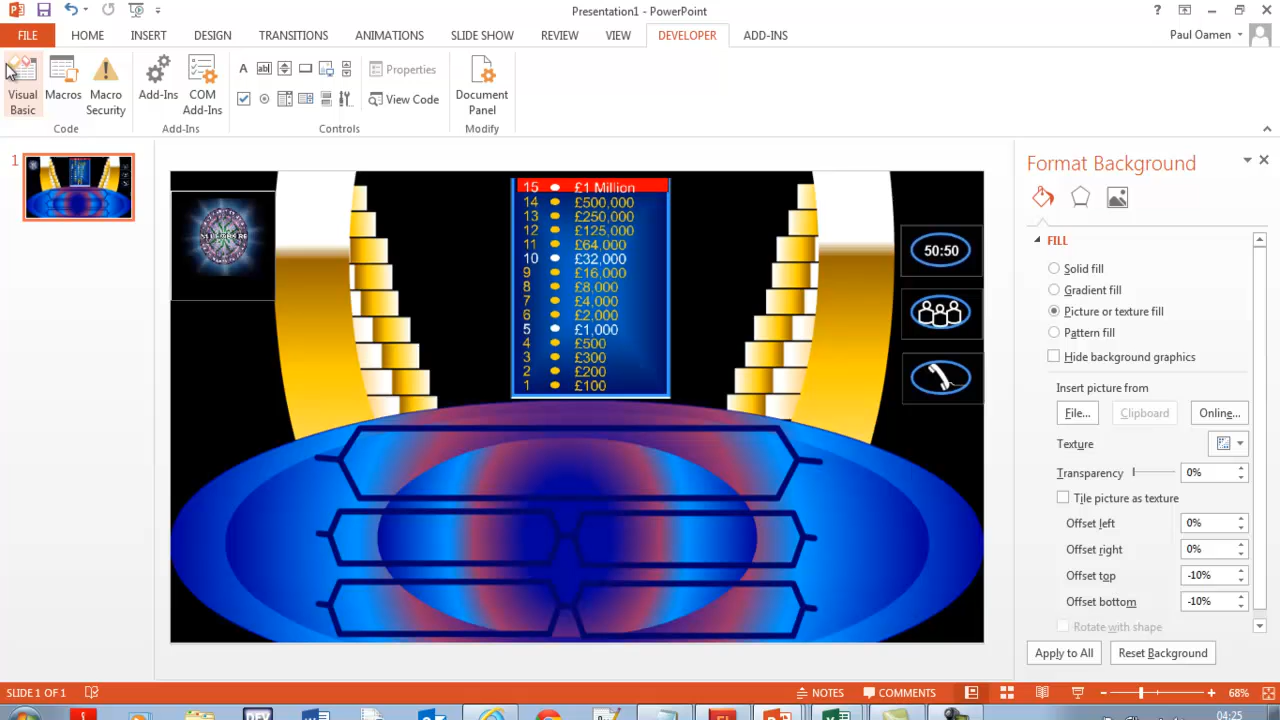 Presentation1 - PowerPoint
?
FILE
HOME
INSERT
DESIGN
TRANSITIONS
ANIMATIONS
SLIDE SHOW
REVIEW
VIEW
DEVELOPER
ADD-INS
Paul Oamen
Visual Basic
Macros
Macro Security
Add-Ins
COM Add-Ins
A
Properties
View Code
Document Panel
Code
Add-Ins
Controls
Modify
1
Format Background
FILL
Solid fill
Gradient fill
Picture or texture fill
Pattern fill
Hide background graphics
Insert picture from
File...
Clipboard
Online...
Texture
Transparency
0%
Tile picture as texture
Offset left
0%
Offset right
0%
Offset top
-10%
Offset bottom
-10%
Rotate with shape
Apply to All
Reset Background
15 £1 Million
14 £500,000
13 £250,000
12 £125,000
11 £64,000
10 £32,000
9 £16,000
8 £8,000
7 £4,000
6 £2,000
5 £1,000
4 £500
3 £300
2 £200
1 £100
50:50
SLIDE 1 OF 1
NOTES
COMMENTS
68%
04:25